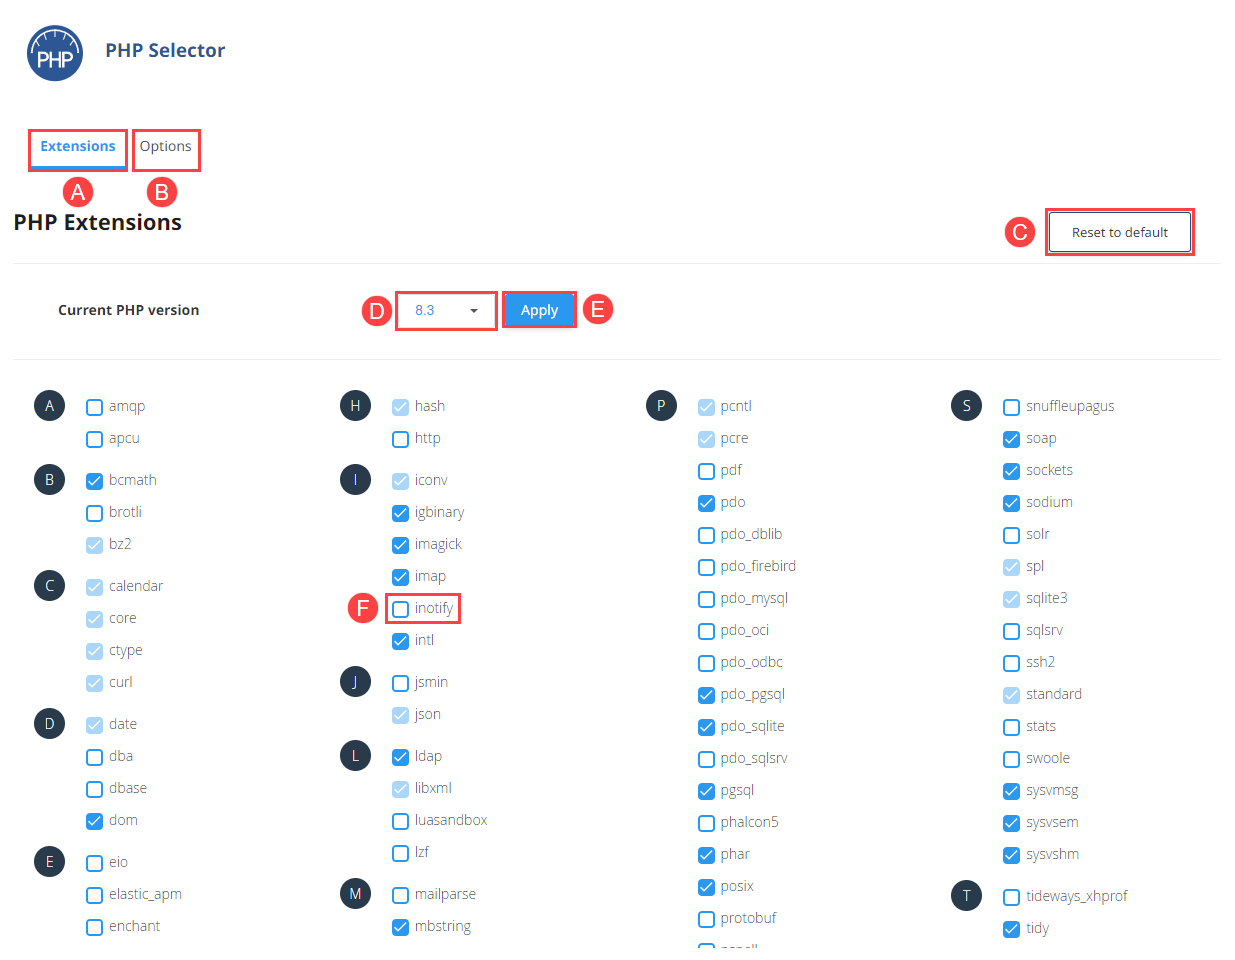 PHP
PHP Selector
Extensions
Options
A
B
PHP Extensions
C
Reset to default
Current PHP version
D
8.3
Apply
E
A
amqp
apcu
B
bcmath
brotli
bz2
C
calendar
core
ctype
curl
D
date
dba
dbase
dom
E
eio
elastic_apm
enchant
H
hash
http
I
iconv
igbinary
imagick
imap
F
inotify
intl
J
jsmin
json
L
ldap
libxml
luasandbox
lzf
M
mailparse
mbstring
P
pcntl
pcre
pdf
pdo
pdo_dblib
pdo_firebird
pdo_mysql
pdo_oci
pdo_odbc
pdo_pgsql
pdo_sqlite
pdo_sqlsrv
pgsql
phalcon5
phar
posix
protobuf
S
snuffleupagus
soap
sockets
sodium
solr
spl
sqlite3
sqlsrv
ssh2
standard
stats
swoole
sysvmsg
sysvsem
sysvshm
T
tideways_xhprof
tidy